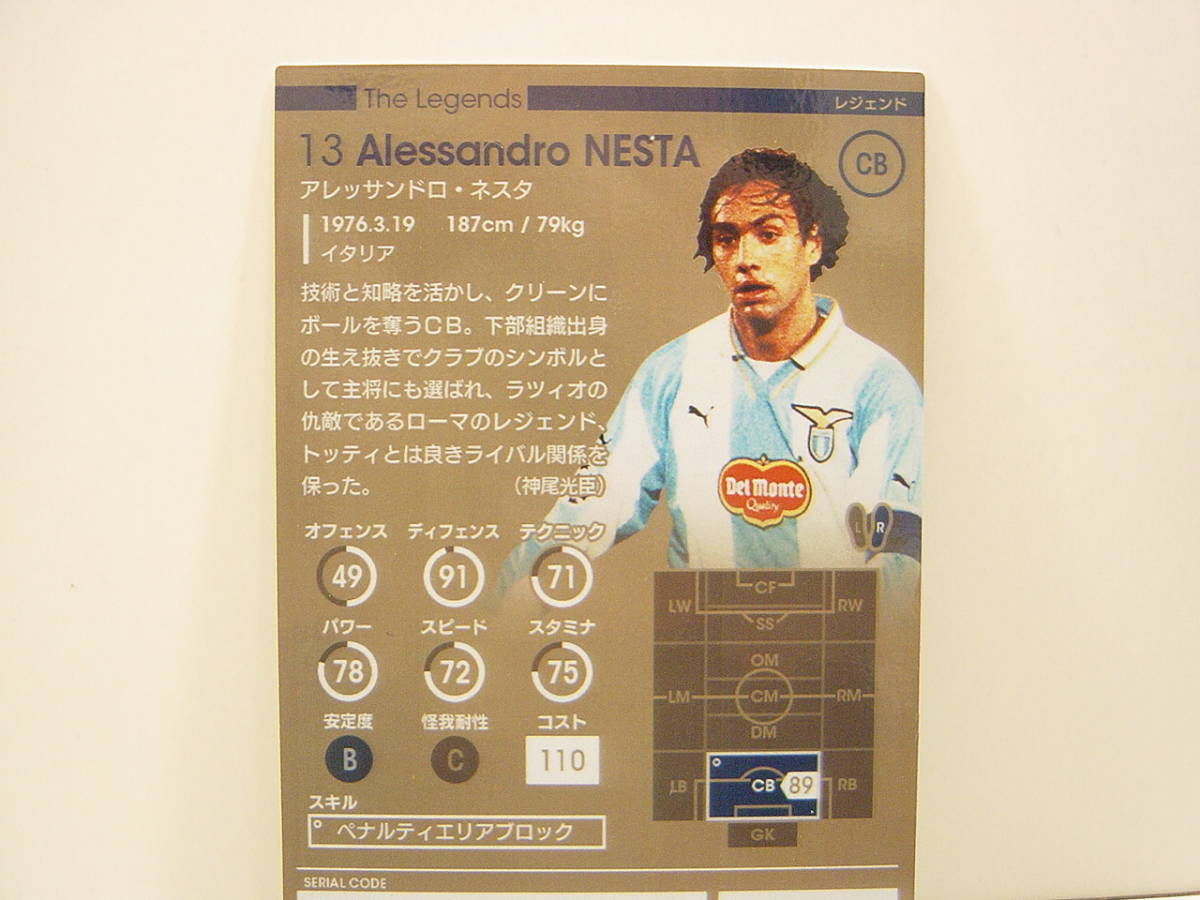 The Legends
レジェンド
13 Alessandro NESTA
CB
アレッサンドロ・ネスタ
1976.3.19 187cm / 79kg
イタリア
技術と知略を活かし、クリーンに
ボールを奪うCB。下部組織出身
の生え抜きでクラブのシンボルと
して主将にも選ばれ、ラツィオの
仇敵であるローマのレジェンド、
トッティとは良きライバル関係を
保った。 (神尾光臣)
Del Monte
Quality
L R
オフェンス ディフェンス テクニック
49 91 71
パワー スピード スタミナ
78 72 75
安定度 怪我耐性 コスト
B C 110
スキル
ペナルティエリアブロック
CF
LW RW
SS
OM
LM CM RM
DM
LB CB 89 RB
GK
SERIAL CODE